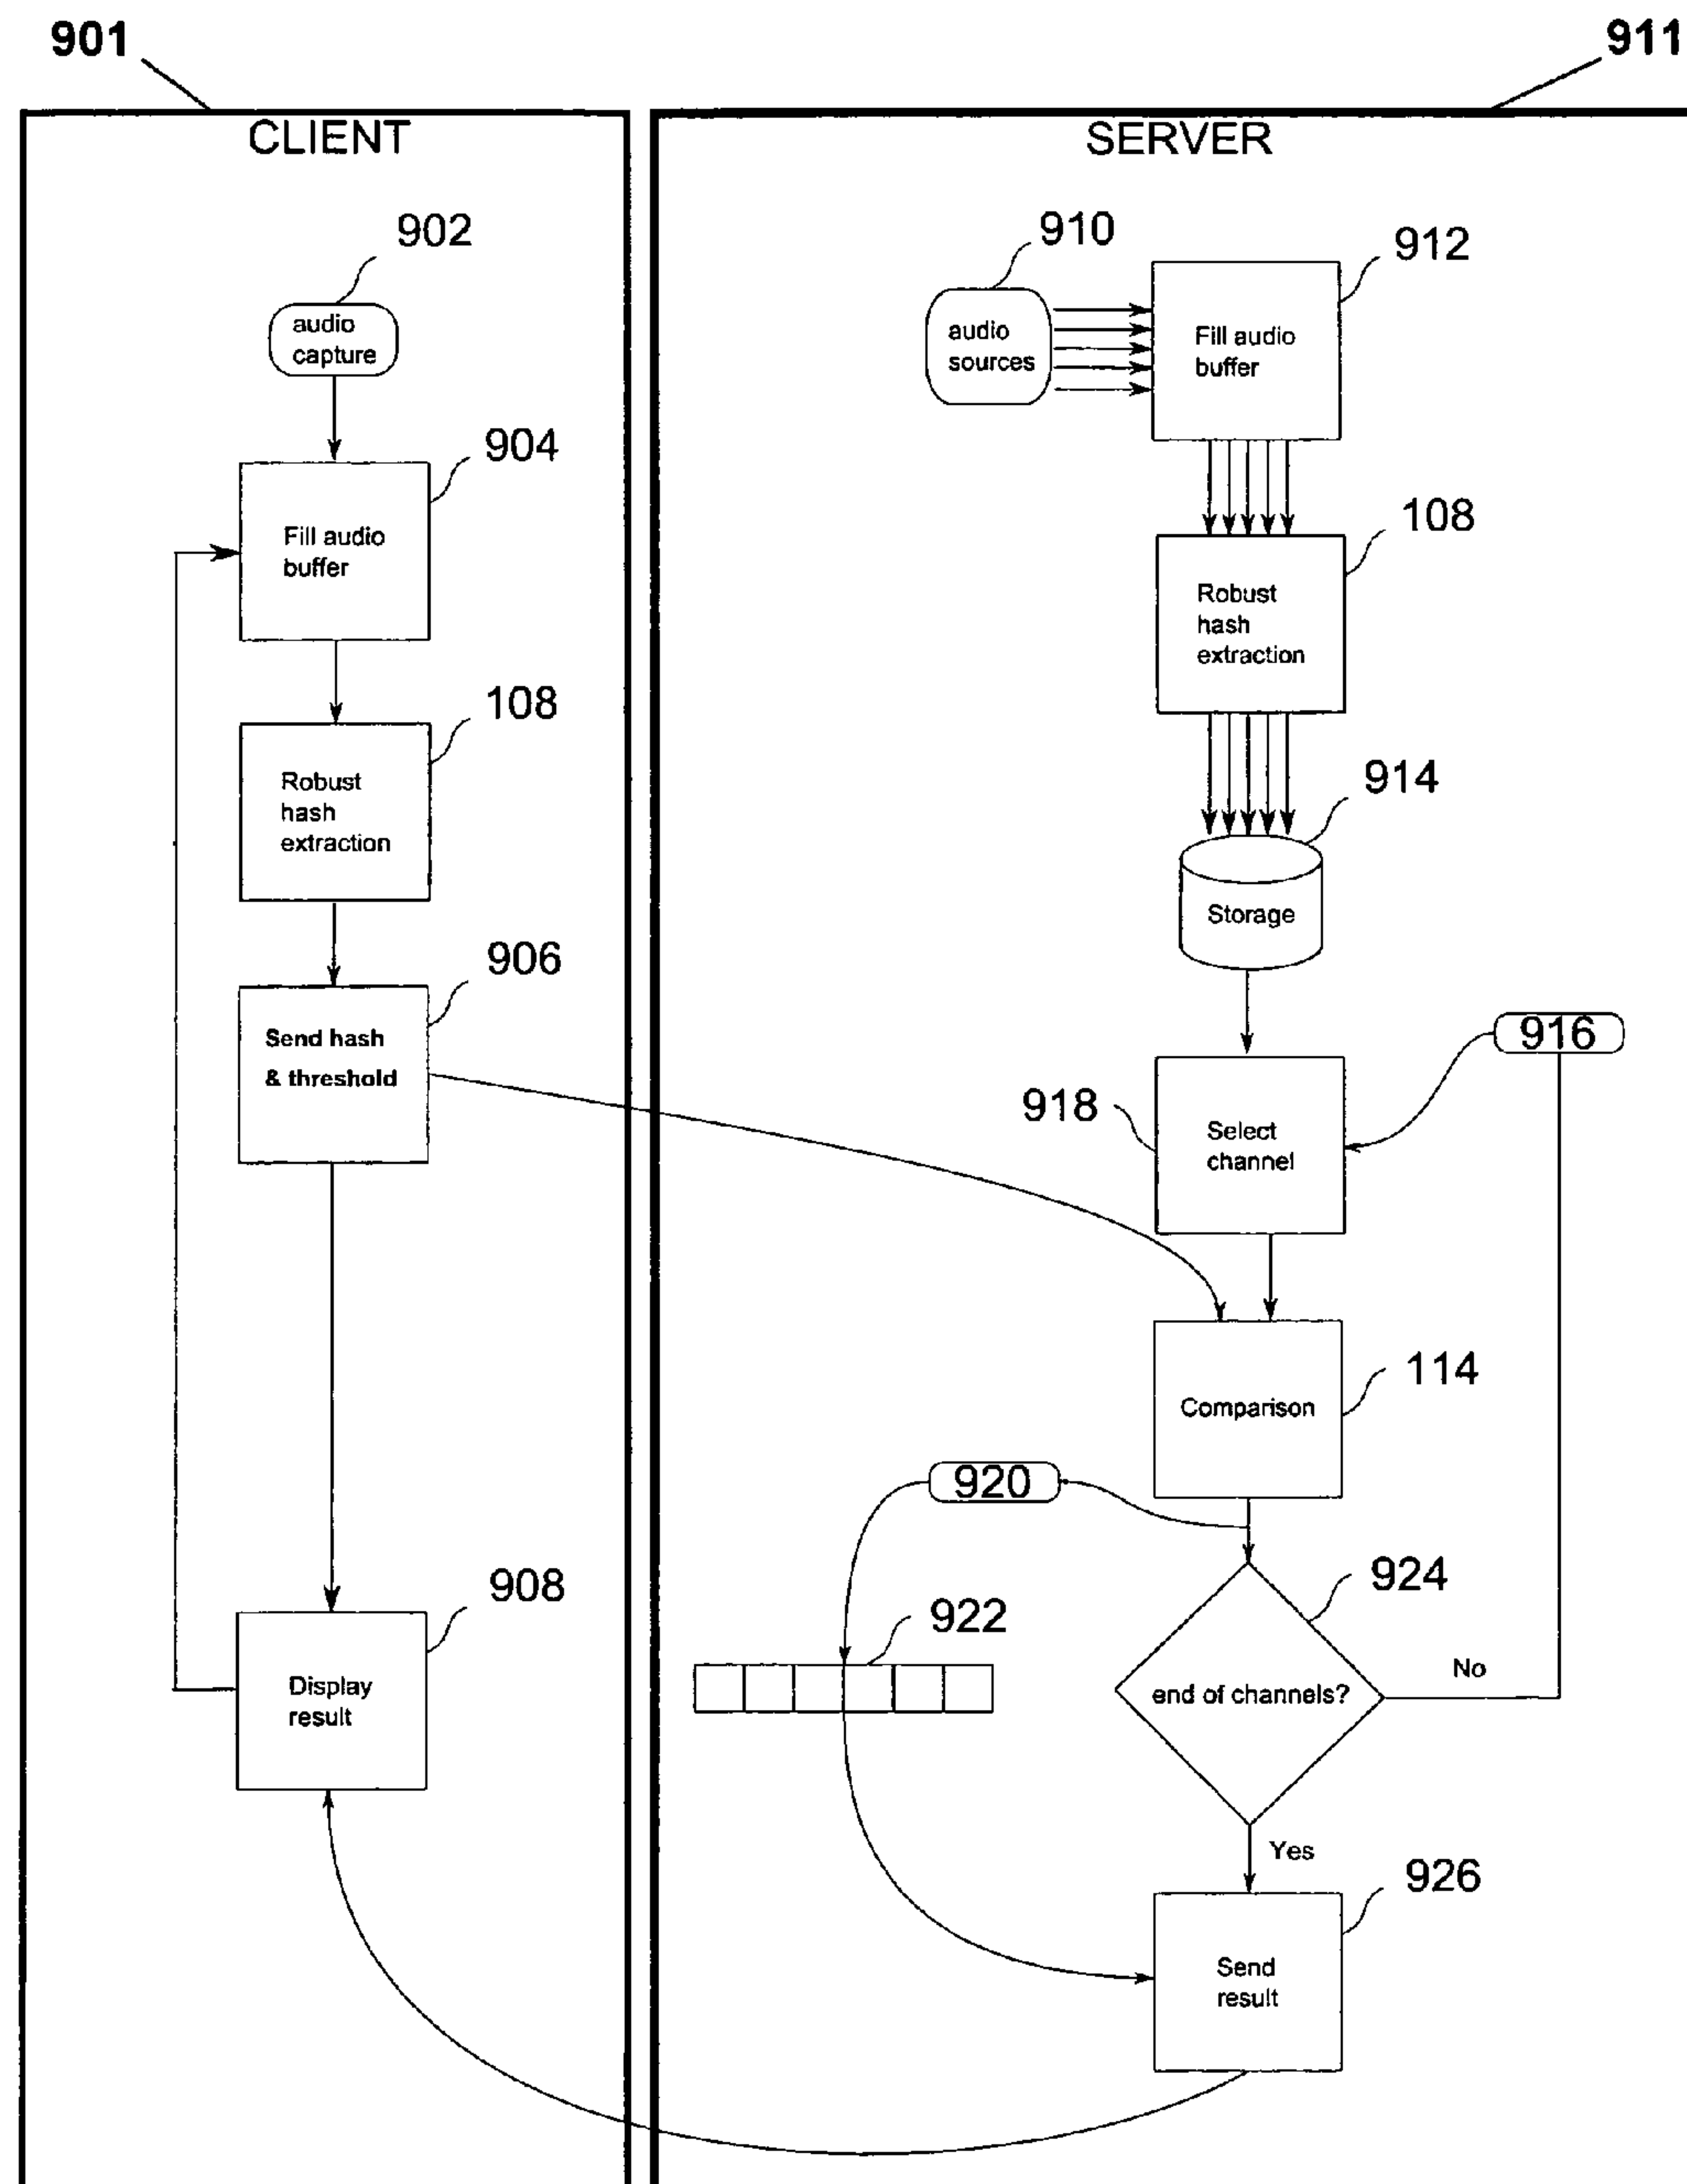 901
911
CLIENT
SERVER
902
audio
capture
904
Fill audio
buffer
108
Robust
hash
extraction
906
Send hash
& threshold
908
Display
result
910
audio
sources
912
Fill audio
buffer
108
Robust
hash
extraction
914
Storage
916
918
Select
channel
114
Comparison
920
922
924
end of channels?
No
Yes
926
Send
result